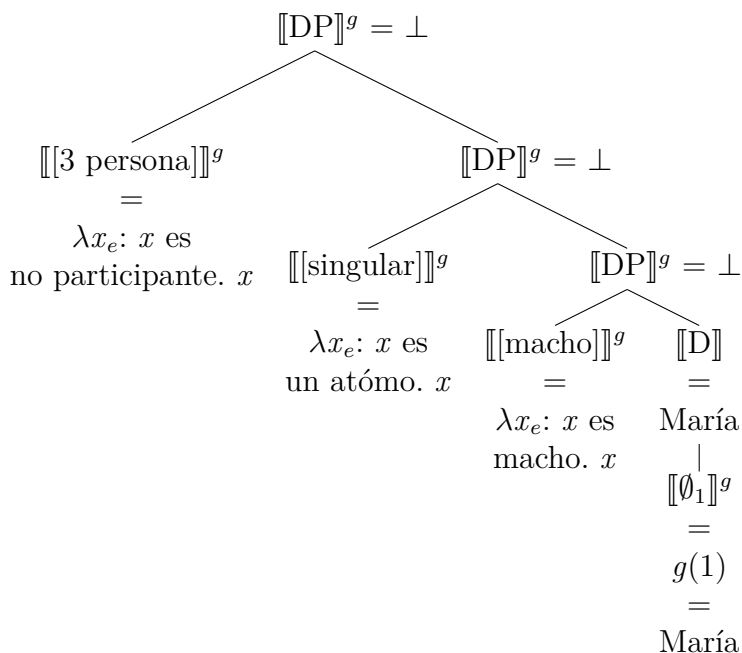 ⟦DP⟧^g = ⊥
⟦[3 persona]⟧^g
=
λx_e: x es
no participante. x
⟦DP⟧^g = ⊥
⟦[singular]⟧^g
=
λx_e: x es
un atómo. x
⟦DP⟧^g = ⊥
⟦[macho]⟧^g
=
λx_e: x es
macho. x
⟦D⟧
=
María
⟦∅_1⟧^g
=
g(1)
=
María